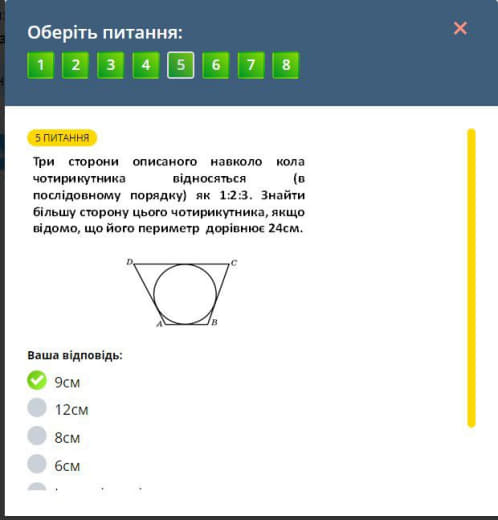 Оберіть питання:
1 2 3 4 5 6 7 8
5 ПИТАННЯ
Три сторони описаного навколо кола
чотирикутника відносяться (в
послідовному порядку) як 1:2:3. Знайти
більшу сторону цього чотирикутника, якщо
відомо, що його периметр дорівнює 24см.
D C
A B
Ваша відповідь:
9см
12см
8см
6см